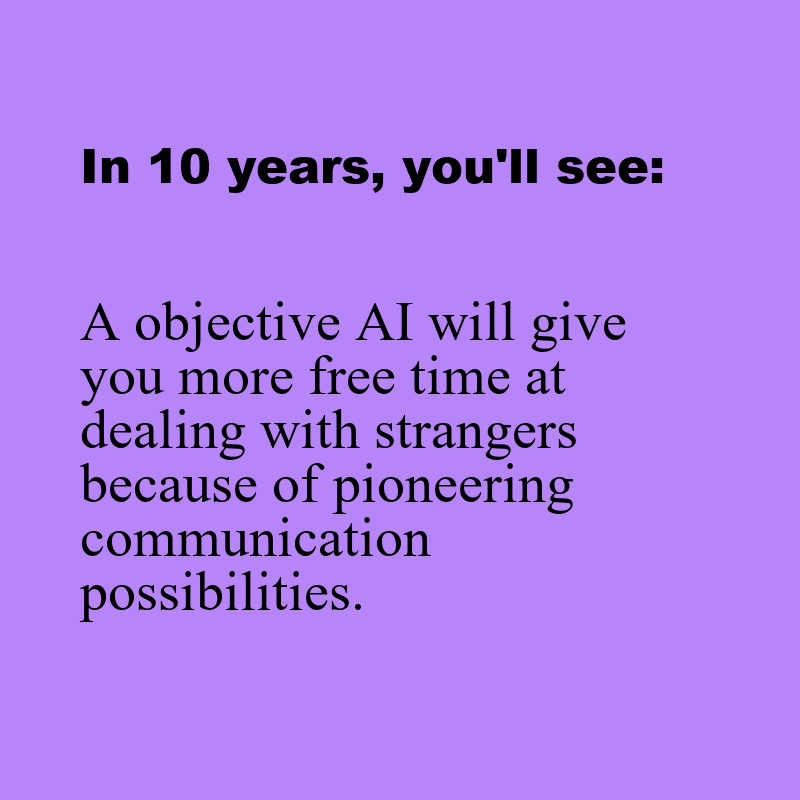 In 10 years, you'll see:
A objective AI will give
you more free time at
dealing with strangers
because of pioneering
communication
possibilities.